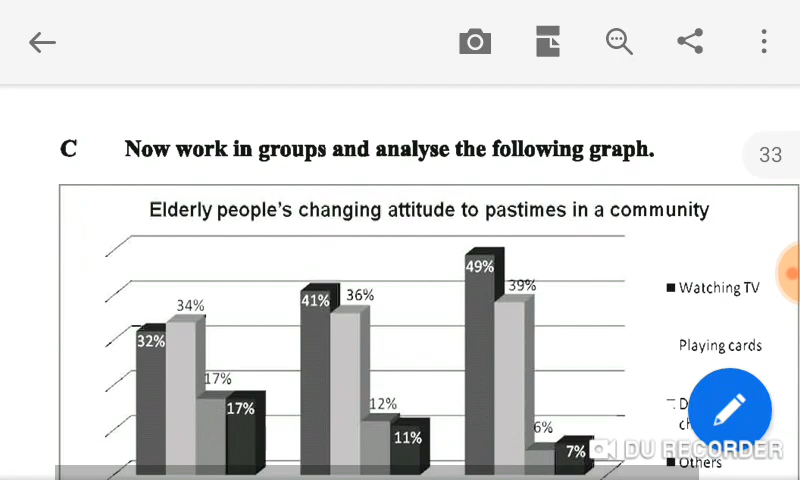 C Now work in groups and analyse the following graph.
33
Elderly people's changing attitude to pastimes in a community
49%
39%
41%
36%
34%
32%
17%
17%
12%
11%
6%
7%
Watching TV
Playing cards
Others
DU RECORDER